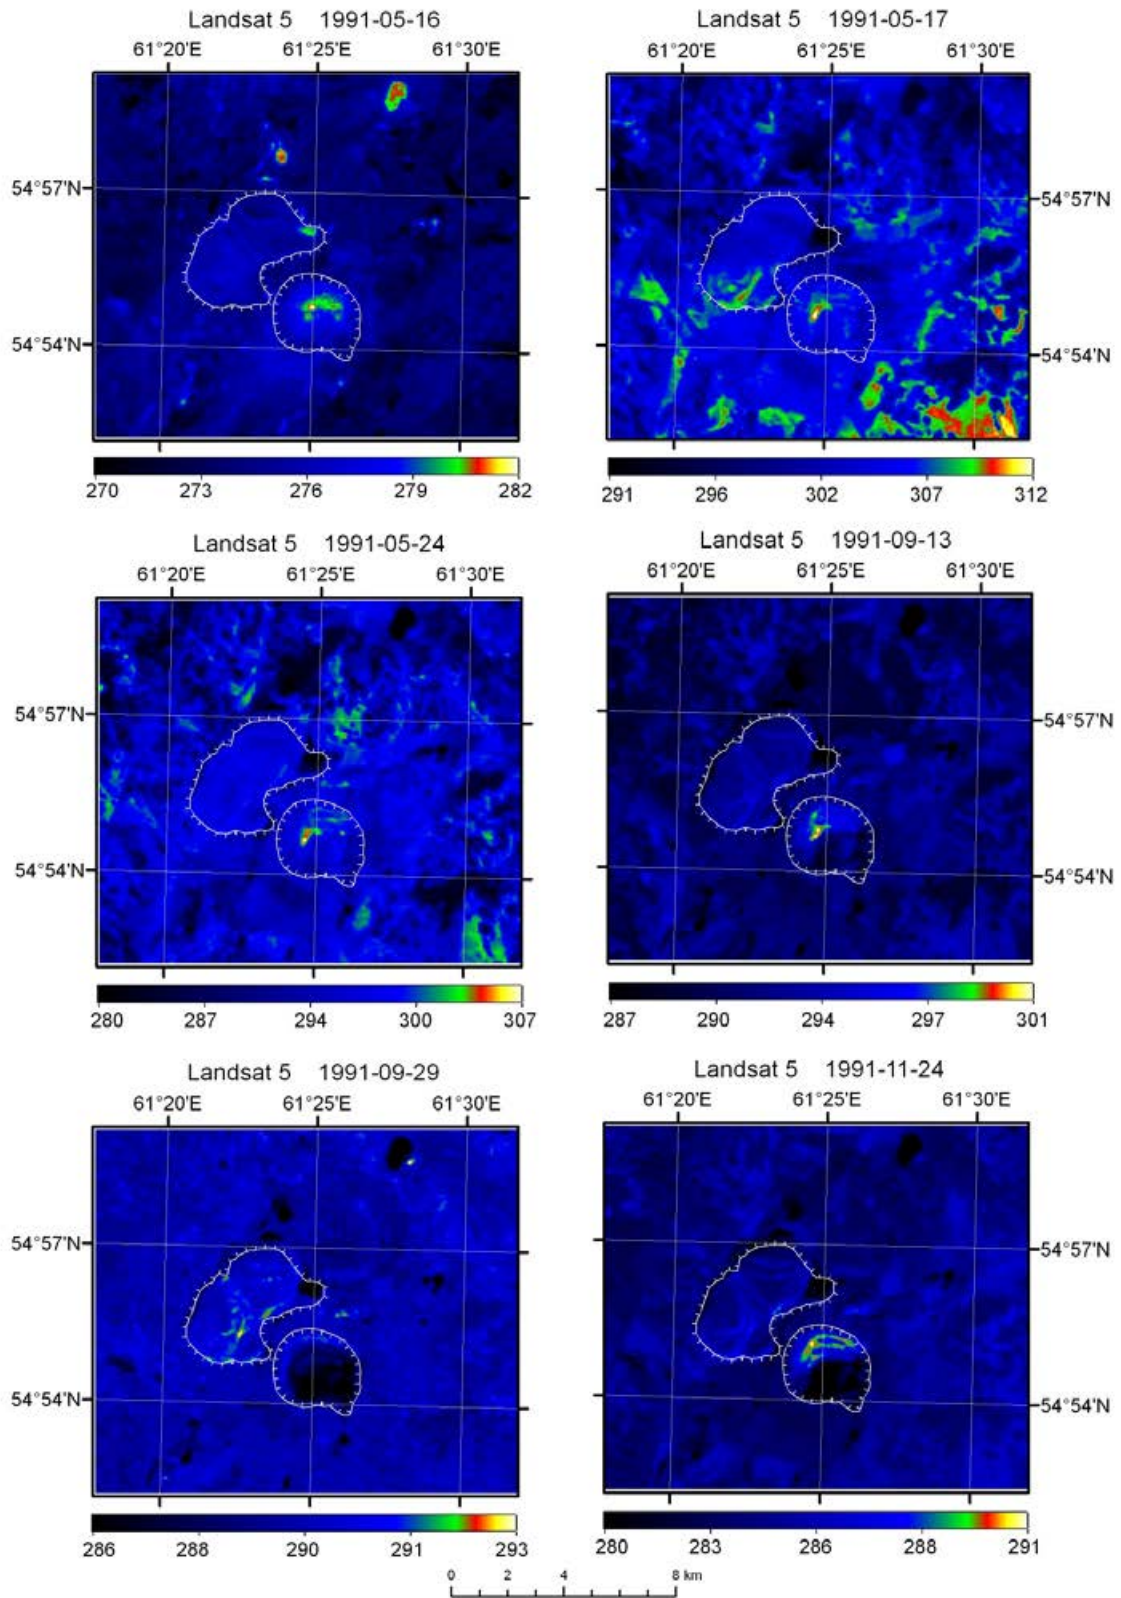 Landsat 5 1991-05-16 Landsat 5 1991-05-17
61°20'E 61°25'E 61°30'E 61°20'E 61°25'E 61°30'E
54°57'N 54°57'N
54°54'N 54°54'N
270 273 276 279 282 291 296 302 307 312
Landsat 5 1991-05-24 Landsat 5 1991-09-13
61°20'E 61°25'E 61°30'E 61°20'E 61°25'E 61°30'E
54°57'N 54°57'N
54°54'N 54°54'N
280 287 294 300 307 287 290 294 297 301
Landsat 5 1991-09-29 Landsat 5 1991-11-24
61°20'E 61°25'E 61°30'E 61°20'E 61°25'E 61°30'E
54°57'N 54°57'N
54°54'N 54°54'N
286 288 290 291 293 280 283 286 288 291
0 2 4 8 km